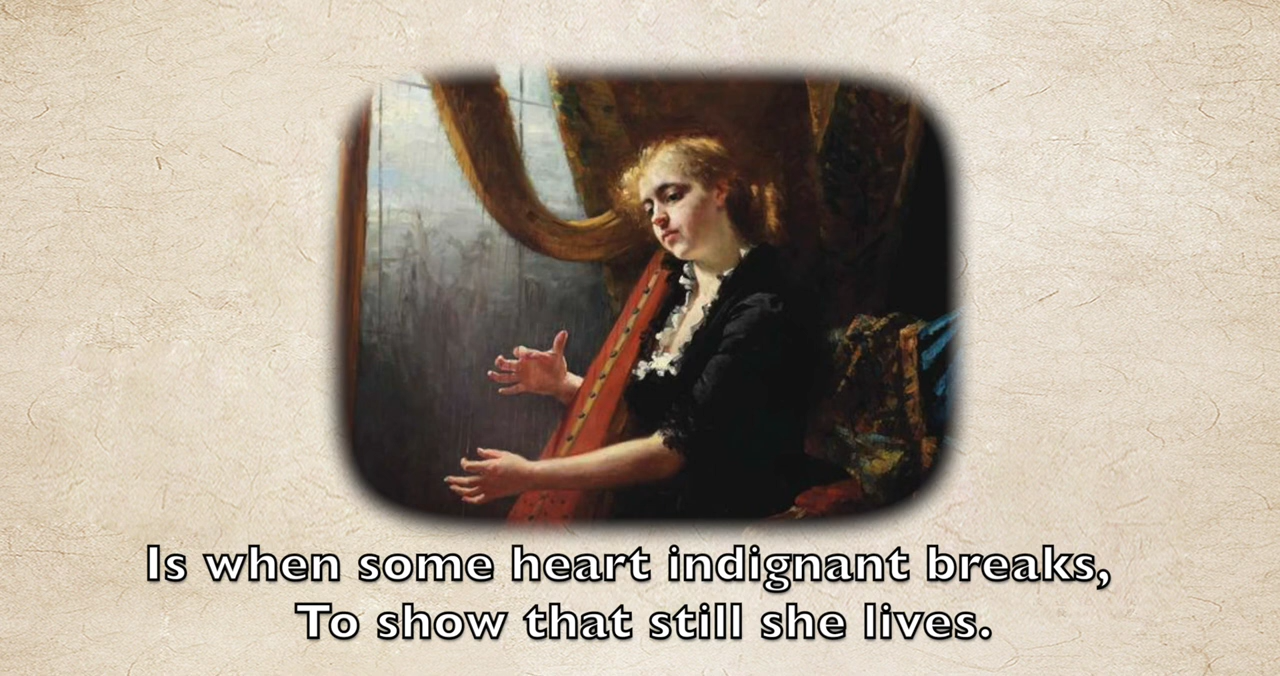 Is when some heart indignant breaks,
To show that still she lives.